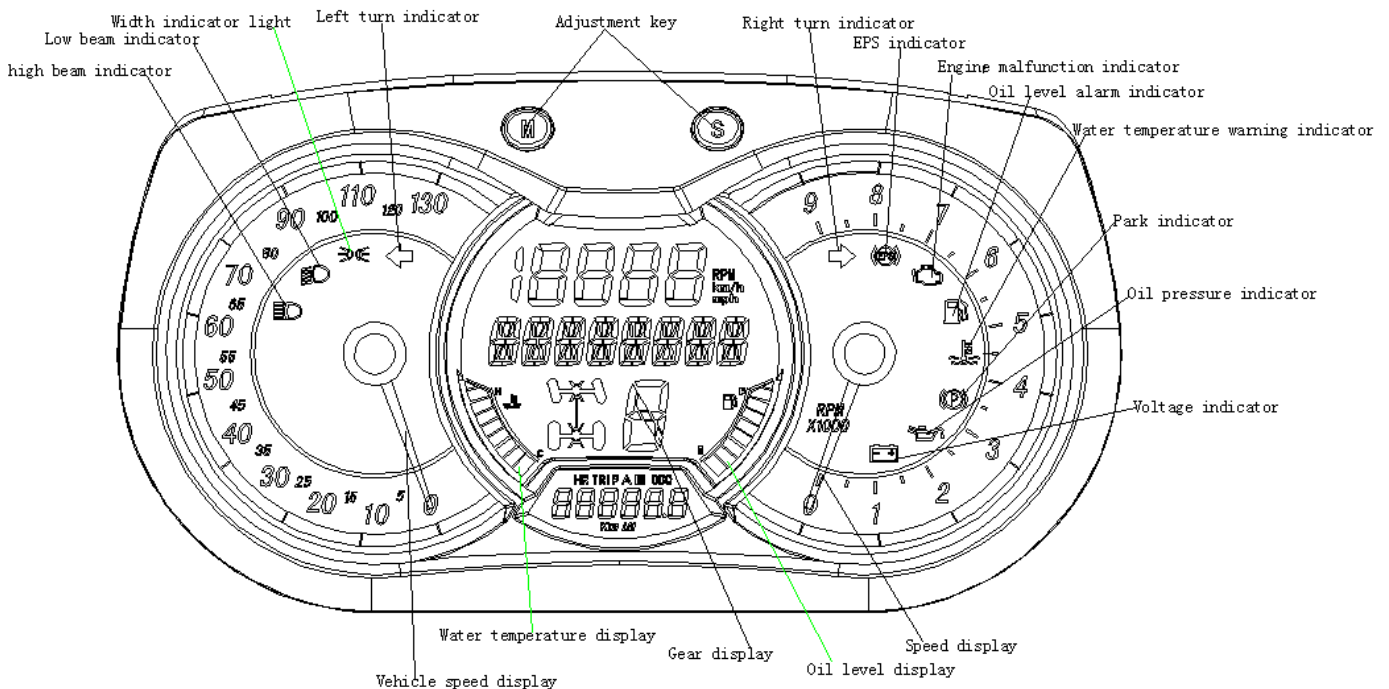 Width indicator light
Left turn indicator
Adjustment key
Right turn indicator
Low beam indicator
EPS indicator
high beam indicator
Engine malfunction indicator
Oil level alarm indicator
Water temperature warning indicator
Park indicator
Oil pressure indicator
Voltage indicator
M
S
110
130
90
100
120
80
70
65
60
55
50
45
40
35
30
25
20
15
10
5
0
RPM
km/h
mph
H
C
HR TRIP A B ODO
9
8
7
6
5
4
3
2
1
0
EPS
P
RPM
X1000
Water temperature display
Gear display
Speed display
Oil level display
Vehicle speed display